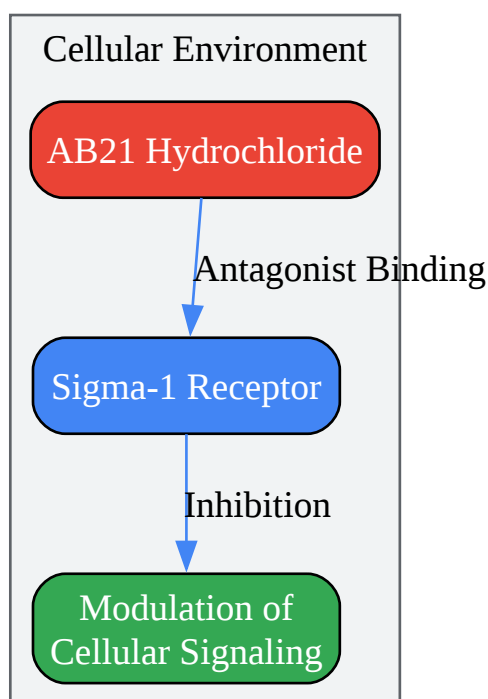 Cellular Environment
AB21 Hydrochloride
Antagonist Binding
Sigma-1 Receptor
Inhibition
Modulation of
Cellular Signaling